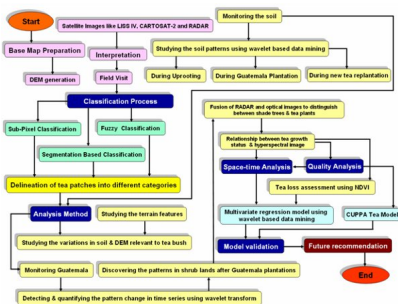 Start
Satellite Images like LISS IV, CARTOSAT-2 and RADAR
Monitoring the soil
Base Map Preparation
Interpretation
Studying the soil patterns using wavelet based data mining
DEM generation
Field Visit
During Uprooting
During Guatemala Plantation
During new tea replantation
Classification Process
Fusion of RADAR and optical images to distinguish
between shade trees & tea plants
Sub-Pixel Classification
Fuzzy Classification
Relationship between tea growth
status & hyperspectral image
Segmentation Based Classification
Space-time Analysis
Quality Analysis
Delineation of tea patches into different categories
Tea loss assessment using NDVI
Analysis Method
Studying the terrain features
Multivariate regression model using
wavelet based data mining
CUPPA Tea Model
Studying the variations in soil & DEM relevant to tea bush
Model validation
Future recommendation
Monitoring Guatemala
Discovering the patterns in shrub lands after Guatemala plantations
End
Detecting & quantifying the pattern change in time series using wavelet transform